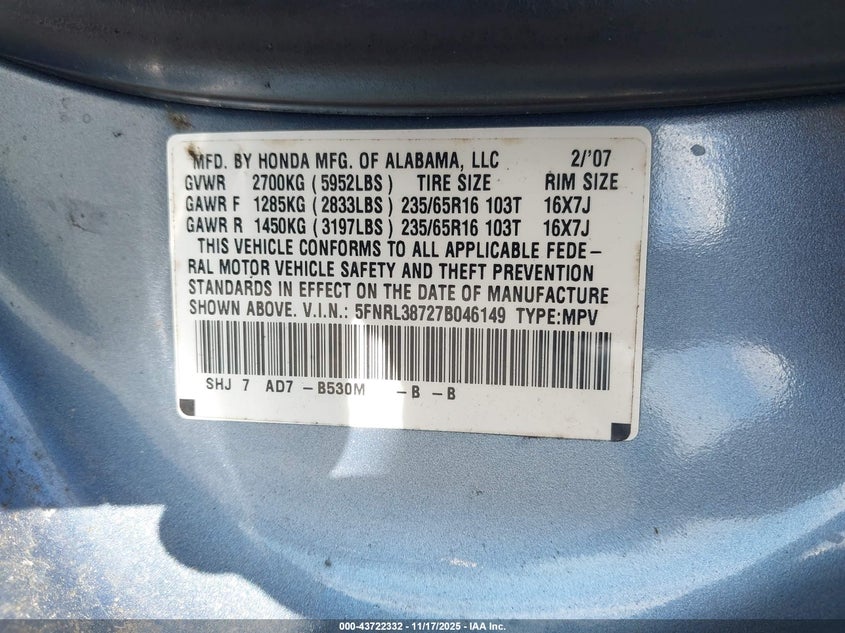 MFD. BY HONDA MFG. OF ALABAMA, LLC 2/'07
GVWR 2700KG (5952LBS) TIRE SIZE RIM SIZE
GAWR F 1285KG (2833LBS) 235/65R16 103T 16X7J
GAWR R 1450KG (3197LBS) 235/65R16 103T 16X7J
THIS VEHICLE CONFORMS TO ALL APPLICABLE FEDE-
RAL MOTOR VEHICLE SAFETY AND THEFT PREVENTION
STANDARDS IN EFFECT ON THE DATE OF MANUFACTURE
SHOWN ABOVE. V.I.N.: 5FNRL38727B046149 TYPE:MPV
SHJ 7 AD7 -B530M -B -B
000-43722332 - 11/17/2025 - IAA Inc.